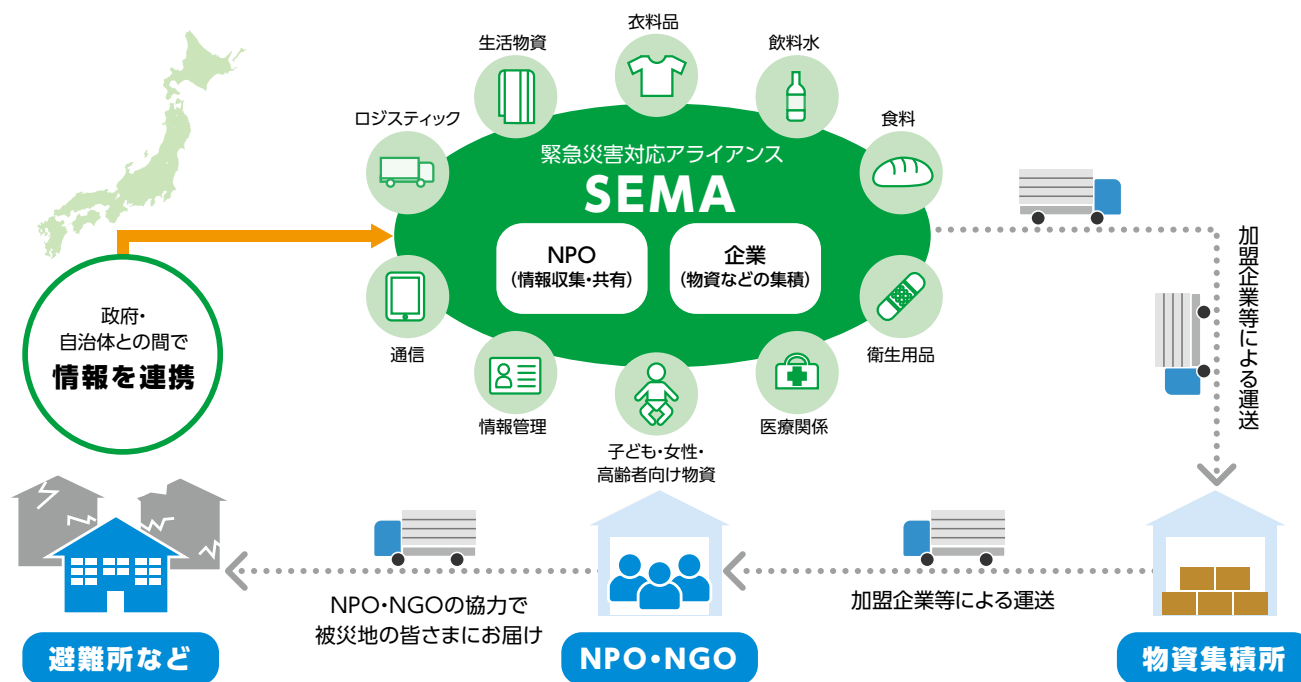 衣料品
生活物資
飲料水
ロジスティック
食料
緊急災害対応アライアンス
SEMA
NPO
(情報収集・共有)
企業
(物資などの集積)
政府・
自治体との間で
情報を連携
通信
衛生用品
情報管理
医療関係
子ども・女性・
高齢者向け物資
加盟企業等による運送
加盟企業等による運送
NPO・NGOの協力で
被災地の皆さまにお届け
避難所など
NPO・NGO
物資集積所